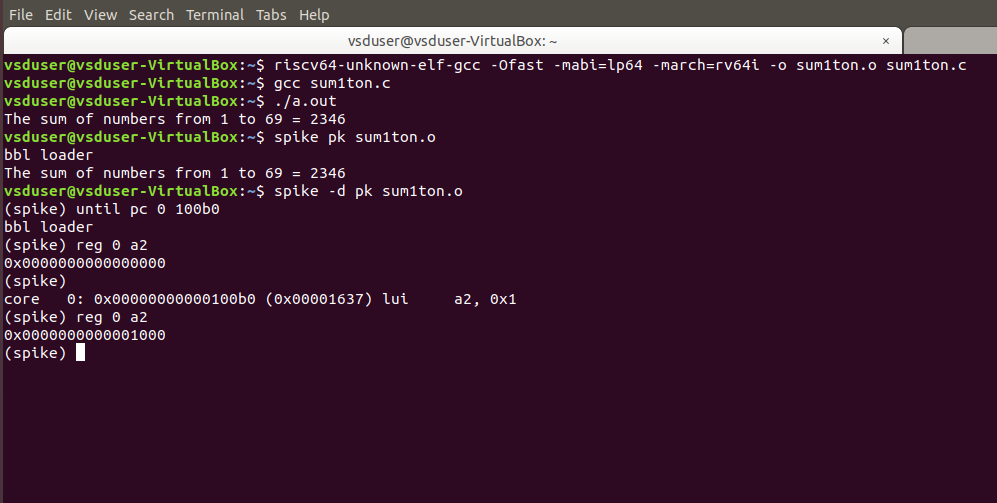 File Edit View Search Terminal Tabs Help
vsduser@vsduser-VirtualBox: ~ ×
vsduser@vsduser-VirtualBox:~$ riscv64-unknown-elf-gcc -Ofast -mabi=lp64 -march=rv64i -o sum1ton.o sum1ton.c
vsduser@vsduser-VirtualBox:~$ gcc sum1ton.c
vsduser@vsduser-VirtualBox:~$ ./a.out
The sum of numbers from 1 to 69 = 2346
vsduser@vsduser-VirtualBox:~$ spike pk sum1ton.o
bbl loader
The sum of numbers from 1 to 69 = 2346
vsduser@vsduser-VirtualBox:~$ spike -d pk sum1ton.o
(spike) until pc 0 100b0
bbl loader
(spike) reg 0 a2
0x0000000000000000
(spike)
core   0: 0x00000000000100b0 (0x00001637) lui     a2, 0x1
(spike) reg 0 a2
0x0000000000001000
(spike)